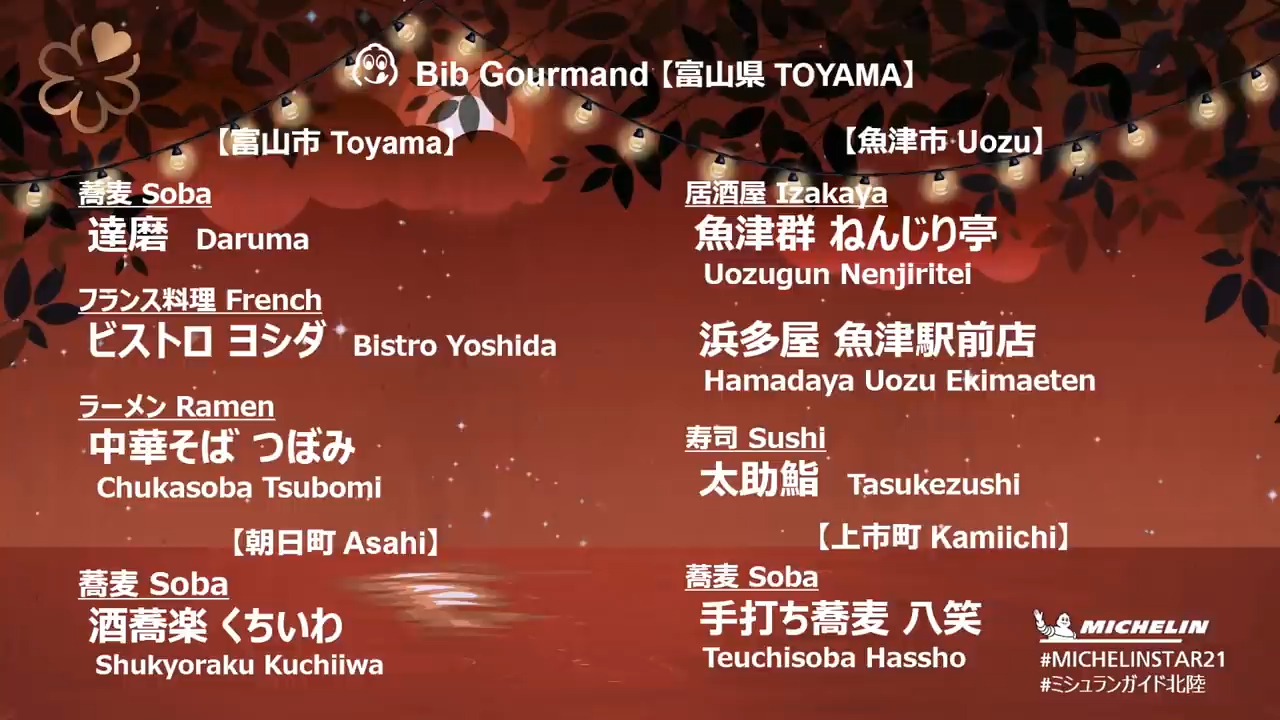 Bib Gourmand【富山県 TOYAMA】
【富山市 Toyama】
蕎麦 Soba
達磨 Daruma
フランス料理 French
ビストロ ヨシダ Bistro Yoshida
ラーメン Ramen
中華そば つぼみ
Chukasoba Tsubomi
【朝日町 Asahi】
蕎麦 Soba
酒蕎楽 くちいわ
Shukyoraku Kuchiiwa
【魚津市 Uozu】
居酒屋 Izakaya
魚津群 ねんじり亭
Uozugun Nenjiritei
浜多屋 魚津駅前店
Hamadaya Uozu Ekimaeten
寿司 Sushi
太助鮨 Tasukezushi
【上市町 Kamiichi】
蕎麦 Soba
手打ち蕎麦 八笑
Teuchisoba Hassho
MICHELIN
#MICHELINSTAR21
#ミシュランガイド北陸